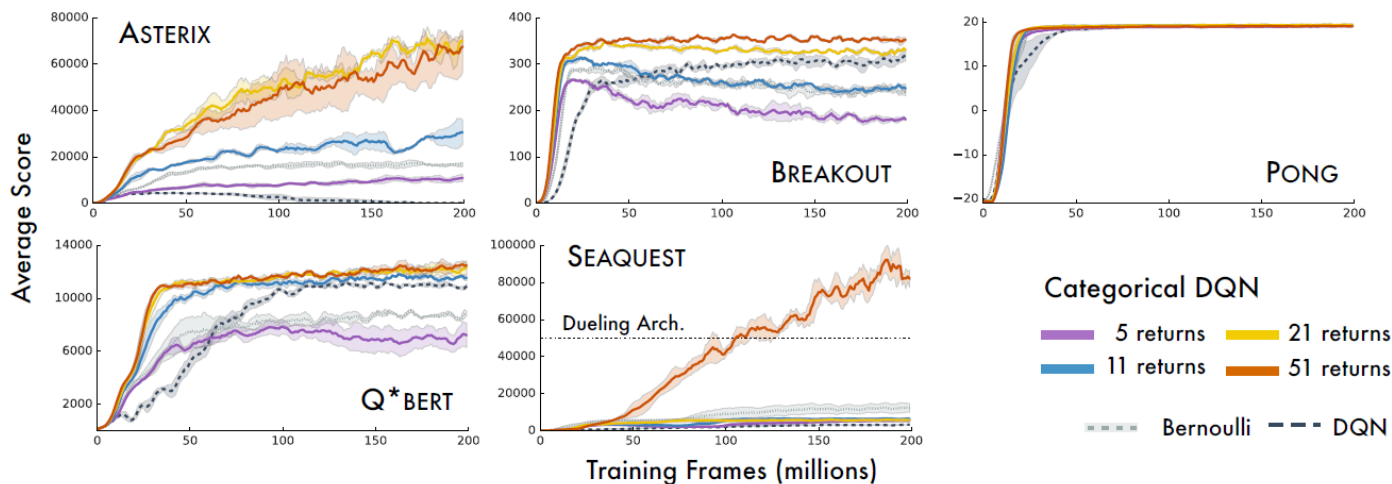 Average Score
ASTERIX
80000
60000
40000
20000
0
0 50 100 150 200
BREAKOUT
400
300
200
100
0
0 50 100 150 200
PONG
20
10
0
−10
−20
0 50 100 150 200
Q*BERT
14000
10000
6000
2000
0 50 100 150 200
SEAQUEST
100000
80000
60000
Dueling Arch.
40000
20000
0
0 50 100 150 200
Training Frames (millions)
Categorical DQN
5 returns 21 returns
11 returns 51 returns
Bernoulli DQN